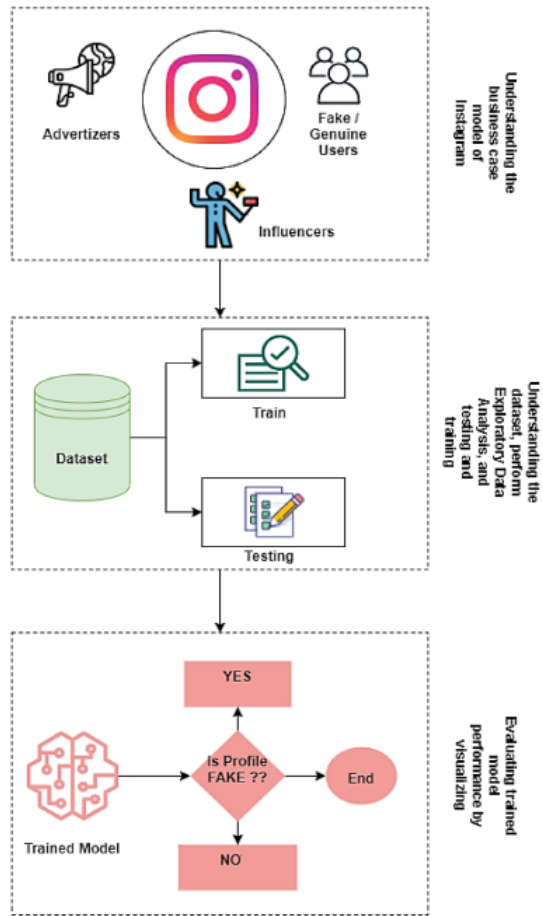 Advertizers
Fake /
Genuine
Users
Influencers
Understanding the
business case
model of
Instagram
Dataset
Train
Testing
Understanding the
dataset, perform
Exploratory Data
Analysis, and
testing and
training
Trained Model
YES
Is Profile
FAKE ??
End
NO
Evaluating trained
model
performance by
visualizing